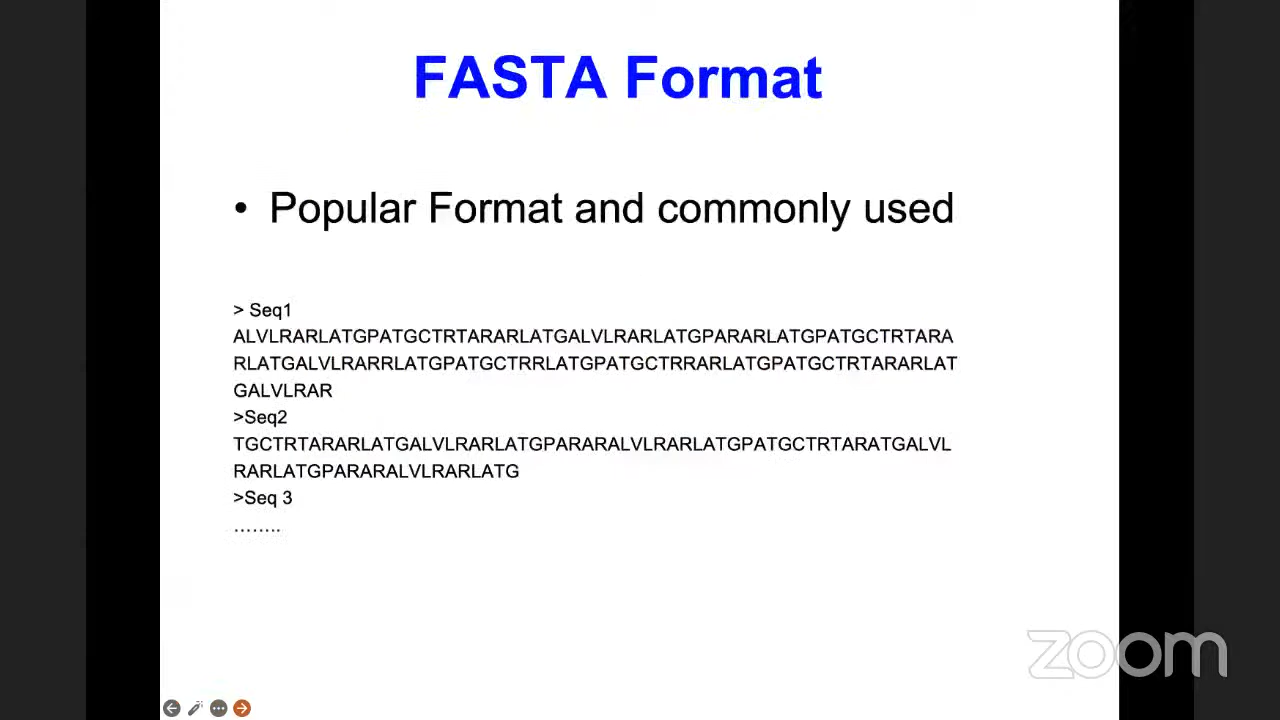 FASTA Format
• Popular Format and commonly used
> Seq1
ALVLRARLATGPATGCTRTARARLATGALVLRARLATGPARARLATGPATGCTRTARA
RLATGALVLRARRLATGPATGCTRRLATGPATGCTRRARLATGPATGCTRTARARLAT
GALVLRAR
>Seq2
TGCTRTARARLATGALVLRARLATGPARARALVLRARLATGPATGCTRTARATGALVL
RARLATGPARARALVLRARLATG
>Seq 3
........
zoom